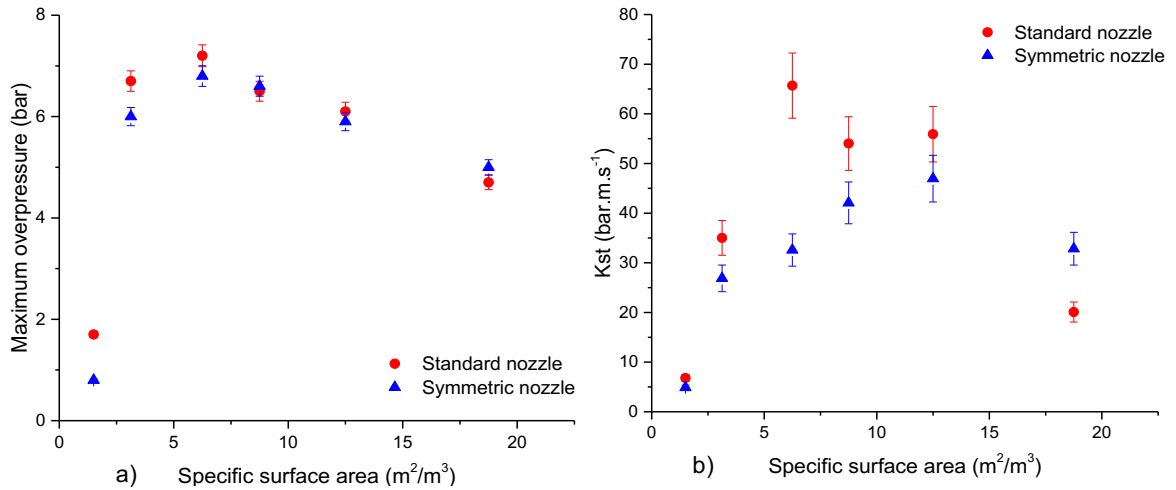 8
6
4
2
0
Maximum overpressure (bar)
Standard nozzle
Symmetric nozzle
0 5 10 15 20
a) Specific surface area (m²/m³)
80
70
60
50
40
30
20
10
0
Kst (bar.m.s⁻¹)
Standard nozzle
Symmetric nozzle
0 5 10 15 20
b) Specific surface area (m²/m³)